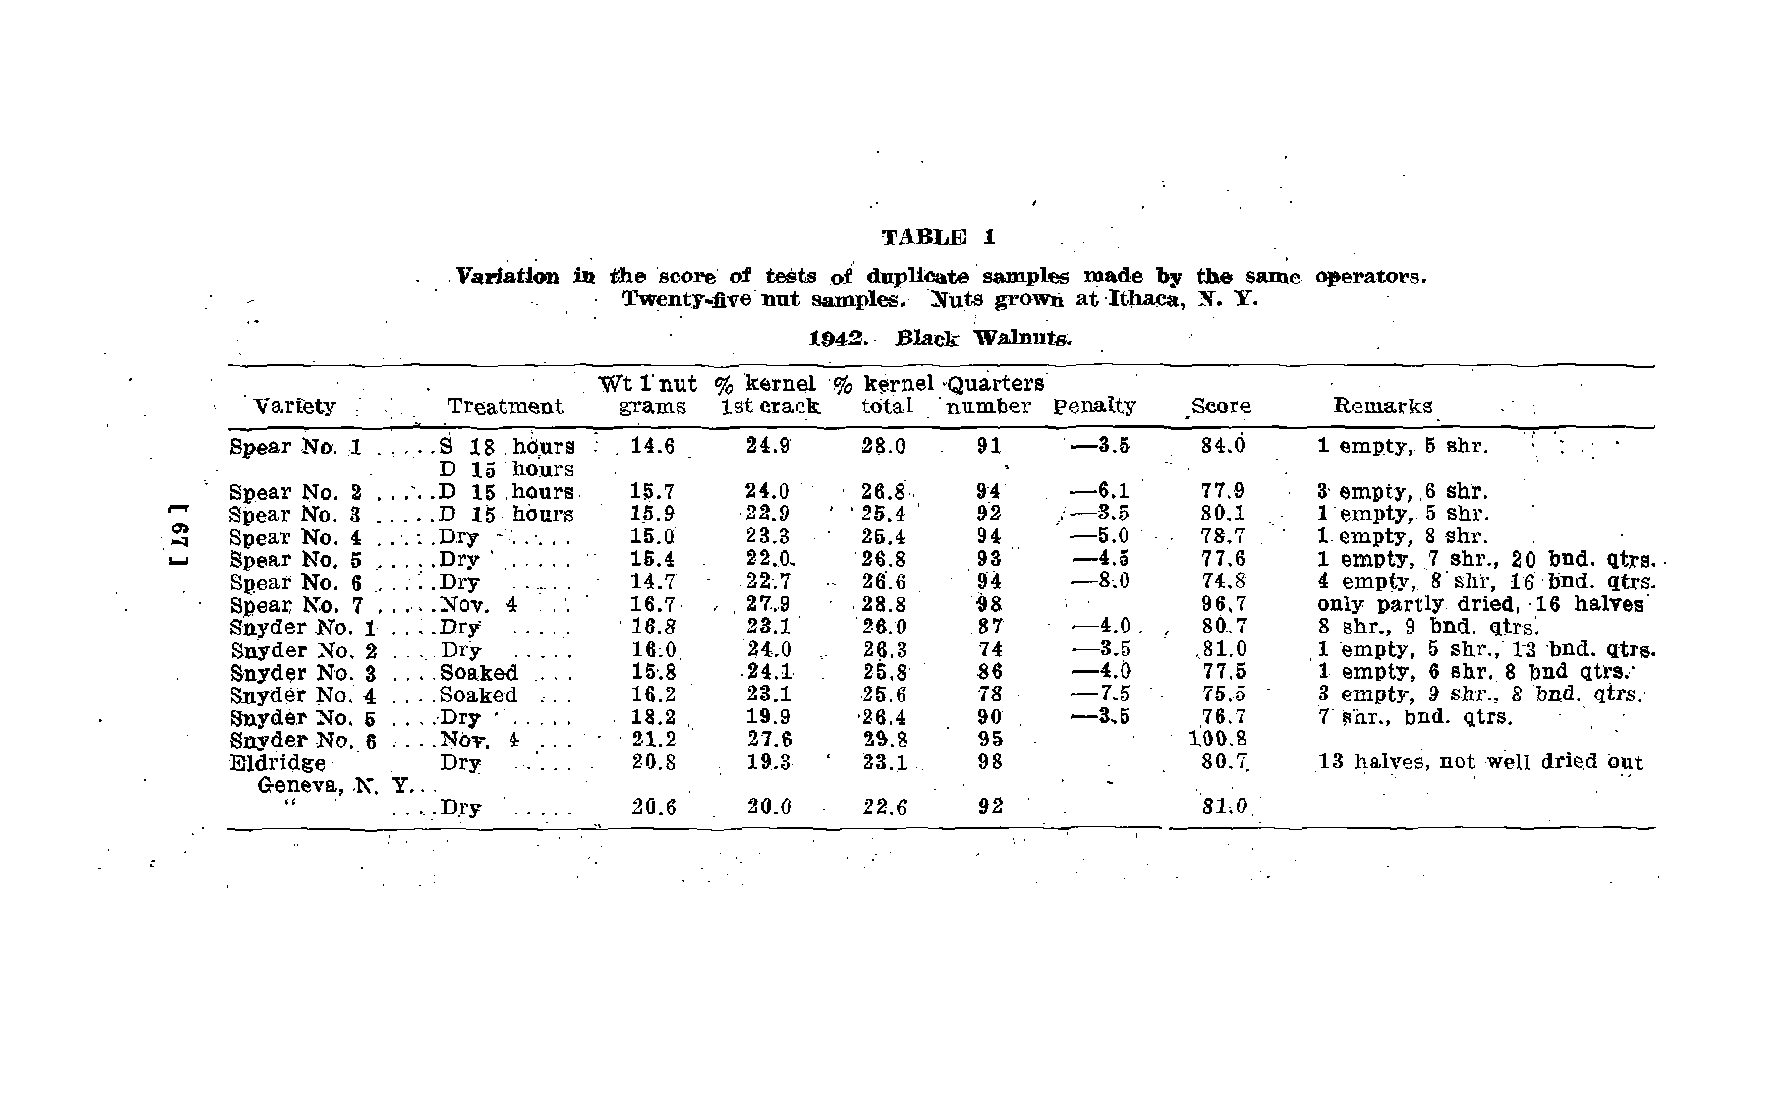 TABLE 1
Variation in the score of tests of duplicate samples made by the same operators.
Twenty-five nut samples. Nuts grown at Ithaca, N. Y.
1942. Black Walnuts.
Wt 1 nut % kernel % kernel Quarters
Variety Treatment grams 1st crack total number Penalty Score Remarks
Spear No. 1 .....S 18 hours 14.6 24.9 28.0 91 —3.5 84.0 1 empty, 5 shr.
D 15 hours
Spear No. 2 .....D 15 hours 15.7 24.0 26.8 94 —6.1 77.9 3 empty, 6 shr.
Spear No. 3 .....D 15 hours 15.9 22.9 25.4 92 —3.5 80.1 1 empty, 5 shr.
Spear No. 4 .....Dry ..... 15.0 23.3 25.4 94 —5.0 78.7 1 empty, 8 shr.
Spear No. 5 .....Dry ..... 15.4 22.0 26.8 93 —4.5 77.6 1 empty, 7 shr., 20 bnd. qtrs.
Spear No. 6 .....Dry ..... 14.7 22.7 26.6 94 —8.0 74.8 4 empty, 8 shr, 16 bnd. qtrs.
Spear No. 7 .....Nov. 4 ... 16.7 27.9 28.8 98 96.7 only partly dried, 16 halves
Snyder No. 1 ....Dry ..... 16.8 23.1 26.0 87 —4.0 80.7 8 shr., 9 bnd. qtrs.
Snyder No. 2 ....Dry ..... 16.0 24.0 26.3 74 —3.5 81.0 1 empty, 5 shr., 13 bnd. qtrs.
Snyder No. 3 ....Soaked ... 15.8 24.1 25.8 86 —4.0 77.5 1 empty, 6 shr. 8 bnd qtrs.
Snyder No. 4 ....Soaked ... 16.2 23.1 25.6 78 —7.5 75.5 3 empty, 9 shr., 8 bnd. qtrs.
Snyder No. 5 ....Dry ..... 18.2 19.9 26.4 90 —3.5 76.7 7 shr., bnd. qtrs.
Snyder No. 6 ....Nov. 4 ... 21.2 27.6 29.8 95 100.8
Eldridge Dry ..... 20.8 19.3 23.1 98 80.7 13 halves, not well dried out
Geneva, N. Y...
" ....Dry ..... 20.6 20.0 22.6 92 81.0
[ 67 ]